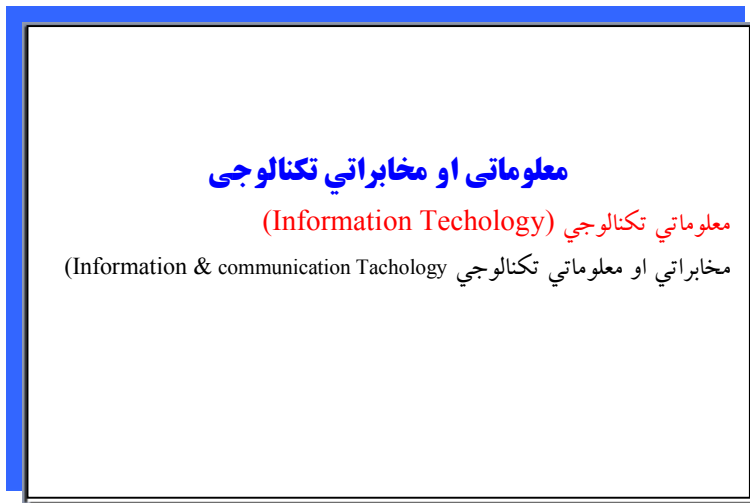 معلوماتی او مخابراتي تکنالوجی
معلوماتي تکنالوجي (Information Techology)
مخابراتي او معلوماتي تکنالوجي Information & communication Tachology)